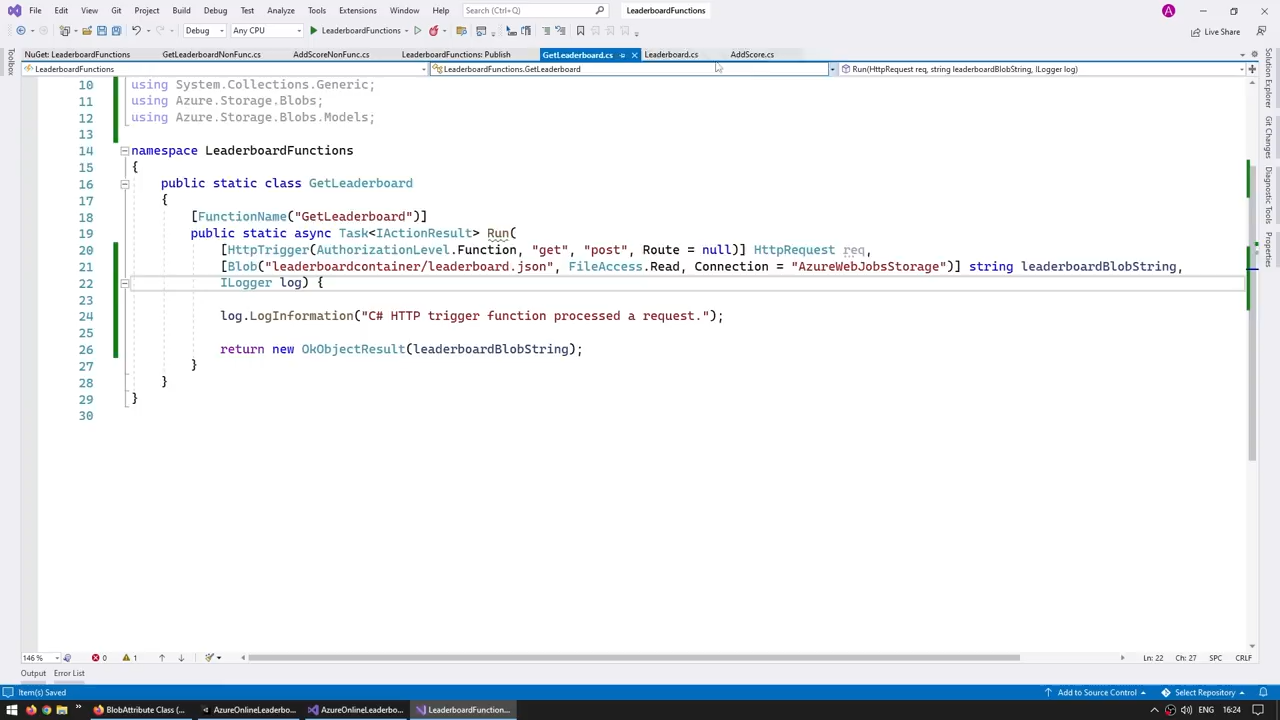 File Edit View Git Project Build Debug Test Analyze Tools Extensions Window Help Search (Ctrl+Q) LeaderboardFunctions
Debug Any CPU LeaderboardFunctions Live Share
NuGet: LeaderboardFunctions GetLeaderboardNonFunc.cs AddScoreNonFunc.cs LeaderboardFunctions: Publish GetLeaderboard.cs Leaderboard.cs AddScore.cs
LeaderboardFunctions LeaderboardFunctions.GetLeaderboard Run(HttpRequest req, string leaderboardBlobString, ILogger log)
10 using System.Collections.Generic;
11 using Azure.Storage.Blobs;
12 using Azure.Storage.Blobs.Models;
13
14 namespace LeaderboardFunctions
15 {
16 public static class GetLeaderboard
17 {
18 [FunctionName("GetLeaderboard")]
19 public static async Task<IActionResult> Run(
20 [HttpTrigger(AuthorizationLevel.Function, "get", "post", Route = null)] HttpRequest req,
21 [Blob("leaderboardcontainer/leaderboard.json", FileAccess.Read, Connection = "AzureWebJobsStorage")] string leaderboardBlobString,
22 ILogger log) {
23
24 log.LogInformation("C# HTTP trigger function processed a request.");
25
26 return new OkObjectResult(leaderboardBlobString);
27 }
28 }
29 }
30
Toolbox
Solution Explorer
Git Changes
Diagnostic Tools
Properties
146 % 0 1 Ln: 22 Ch: 27 SPC CRLF
Output Error List
Item(s) Saved Add to Source Control Select Repository
BlobAttribute Class (... AzureOnlineLeaderbo... AzureOnlineLeaderbo... LeaderboardFunction... ENG 16:24